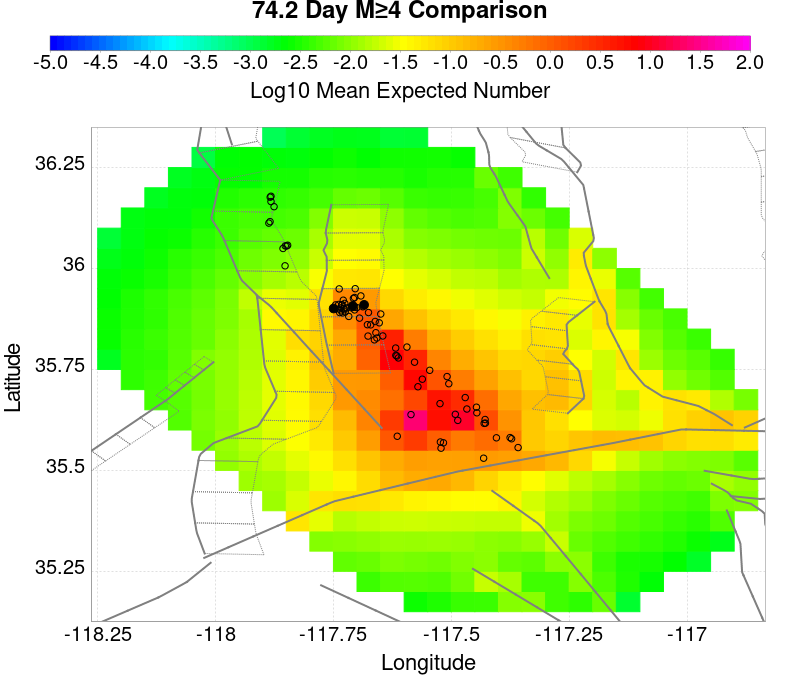 74.2 Day M≥4 Comparison
-5.0 -4.5 -4.0 -3.5 -3.0 -2.5 -2.0 -1.5 -1.0 -0.5 0.0 0.5 1.0 1.5 2.0
Log10 Mean Expected Number
36.25
36
35.75
35.5
35.25
Latitude
-118.25 -118 -117.75 -117.5 -117.25 -117
Longitude